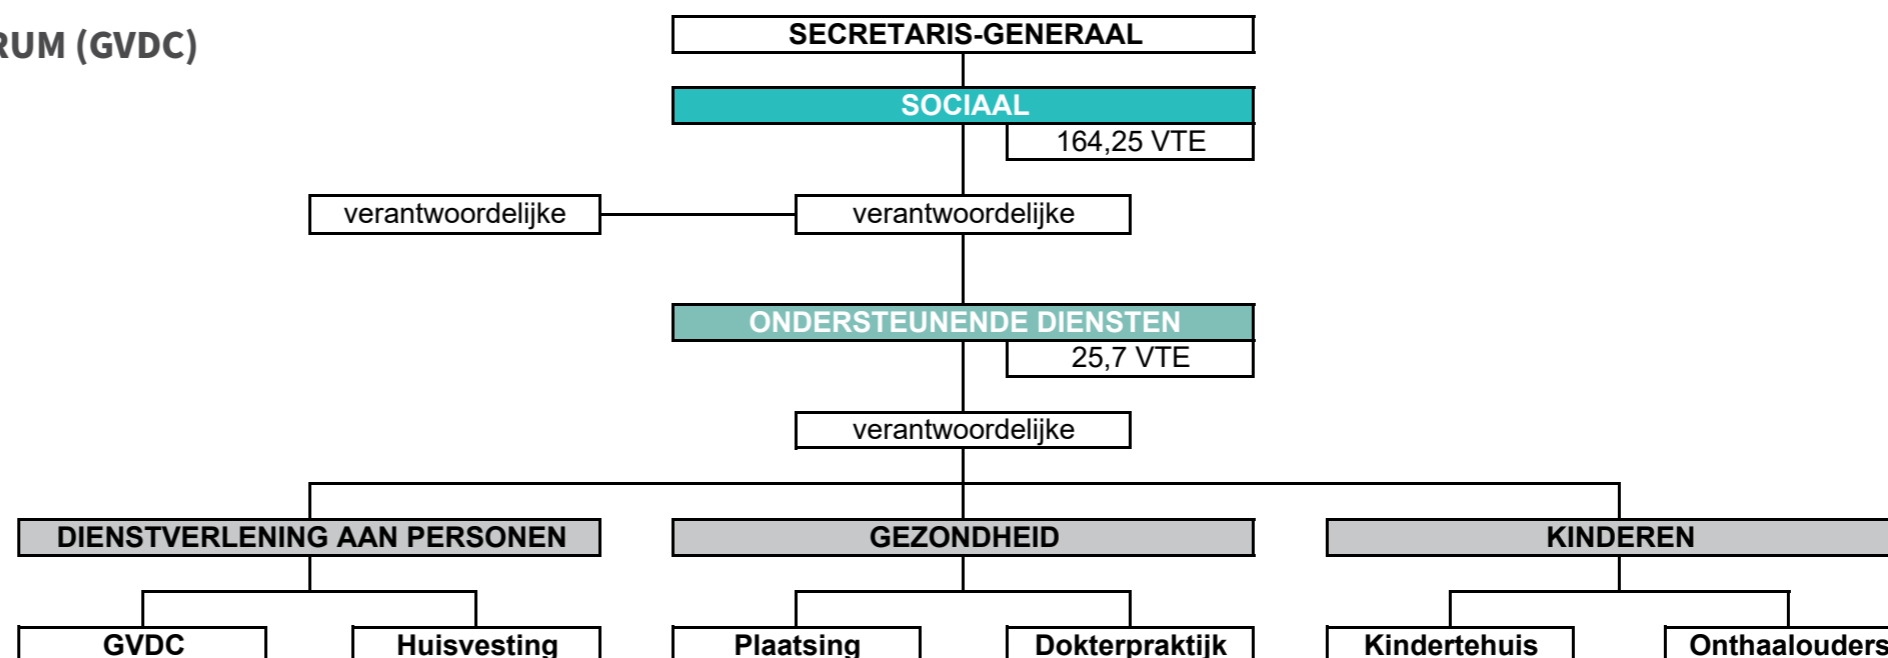 RUM (GVDC)
SECRETARIS-GENERAAL
SOCIAAL
164,25 VTE
verantwoordelijke verantwoordelijke
ONDERSTEUNENDE DIENSTEN
25,7 VTE
verantwoordelijke
DIENSTVERLENING AAN PERSONEN GEZONDHEID KINDEREN
GVDC Huisvesting Plaatsing Dokterpraktijk Kindertehuis Onthaalouders